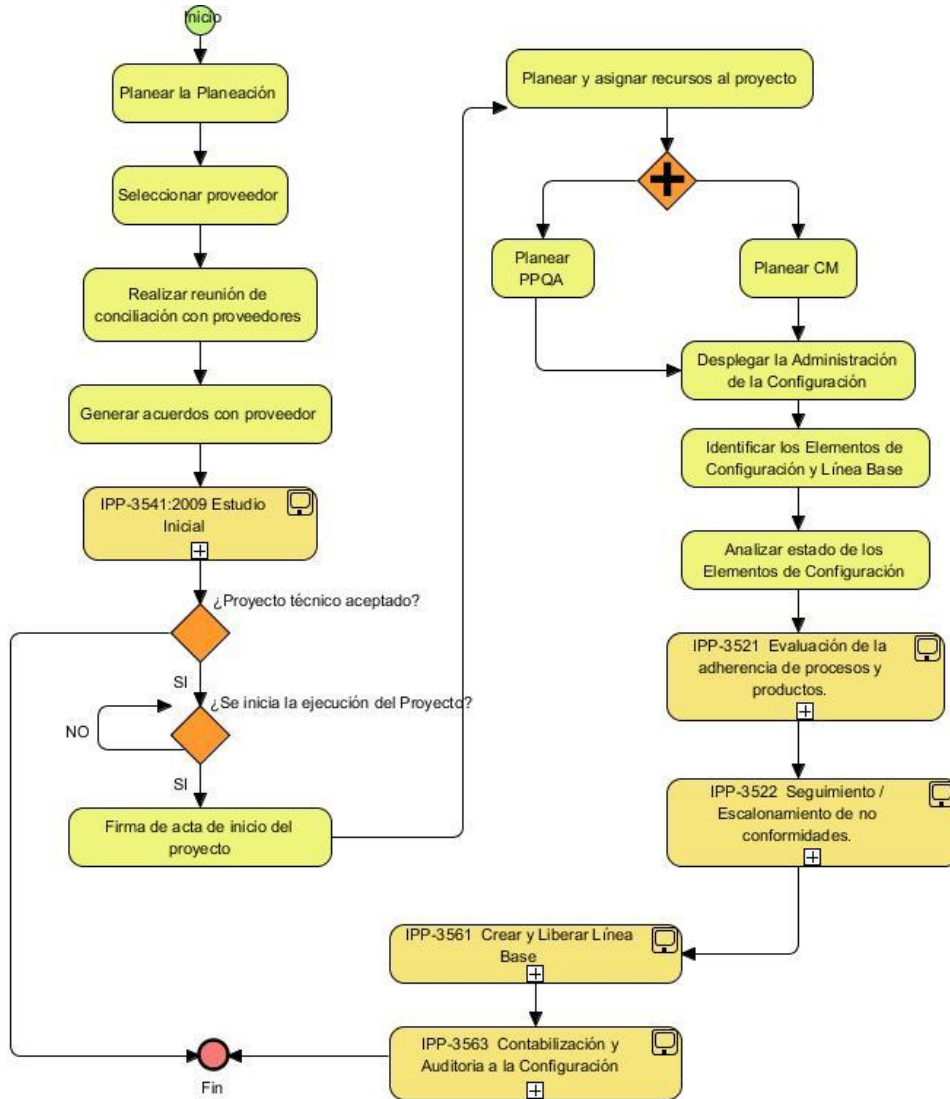 Inicio
Planear la Planeación
Seleccionar proveedor
Realizar reunión de
conciliación con proveedores
Generar acuerdos con proveedor
IPP-3541:2009 Estudio
Inicial
¿Proyecto técnico aceptado?
SI
¿Se inicia la ejecución del Proyecto?
NO
SI
Firma de acta de inicio del
proyecto
Planear y asignar recursos al proyecto
Planear
PPQA
Planear CM
Desplegar la Administración
de la Configuración
Identificar los Elementos de
Configuración y Línea Base
Analizar estado de los
Elementos de Configuración
IPP-3521 Evaluación de la
adherencia de procesos y
productos.
IPP-3522 Seguimiento /
Escalonamiento de no
conformidades.
IPP-3561 Crear y Liberar Línea
Base
IPP-3563 Contabilización y
Auditoria a la Configuración
Fin